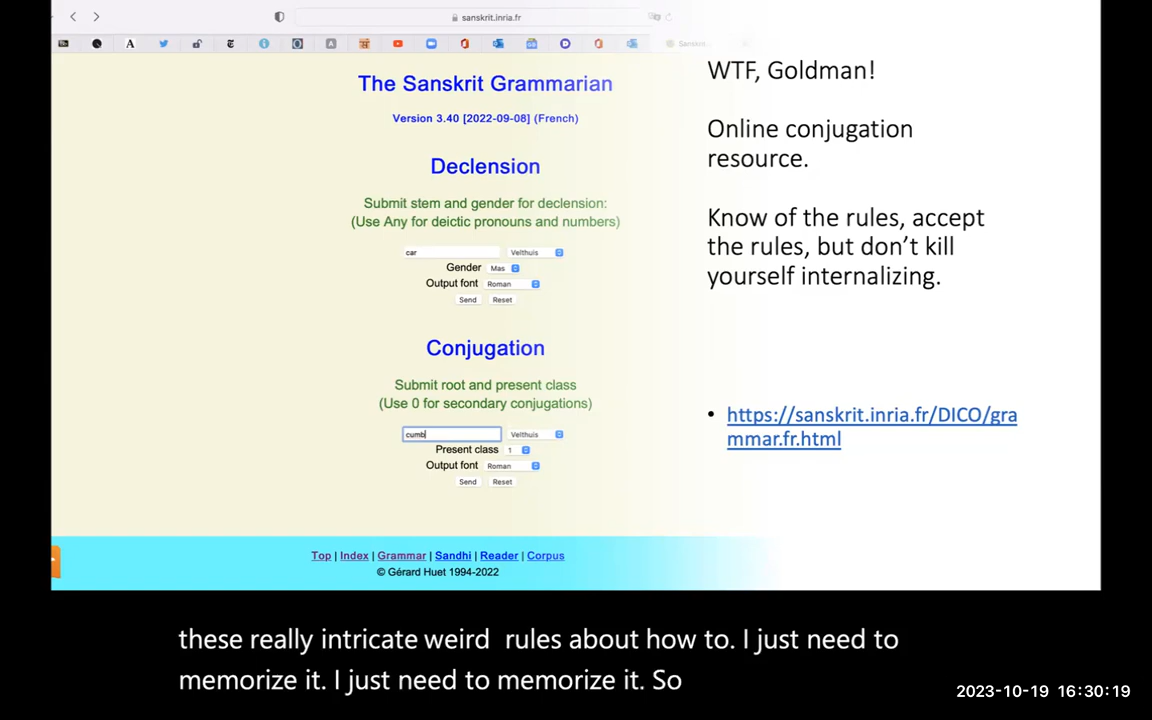 sanskrit.inria.fr
The Sanskrit Grammarian
Version 3.40 [2022-09-08] (French)
Declension
Submit stem and gender for declension:
(Use Any for deictic pronouns and numbers)
car Velthuis
Gender Mas
Output font Roman
Send Reset
Conjugation
Submit root and present class
(Use 0 for secondary conjugations)
cumb Velthuis
Present class 1
Output font Roman
Send Reset
Top | Index | Grammar | Sandhi | Reader | Corpus
© Gérard Huet 1994-2022
WTF, Goldman!
Online conjugation
resource.
Know of the rules, accept
the rules, but don’t kill
yourself internalizing.
• https://sanskrit.inria.fr/DICO/gra
mmar.fr.html
these really intricate weird rules about how to. I just need to
memorize it. I just need to memorize it. So
2023-10-19 16:30:19